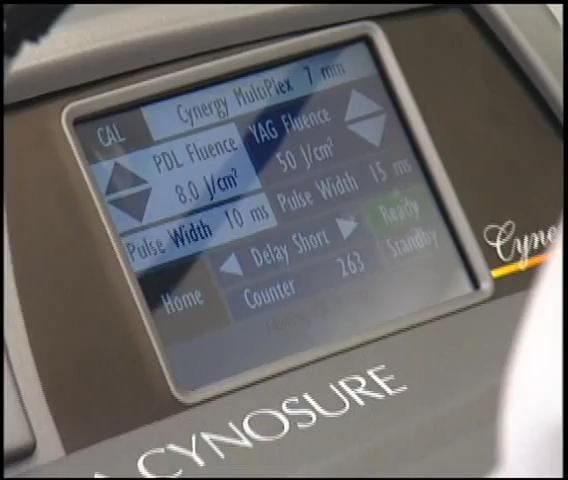 CAL
Cynergy MultiPlex 7 mm
PDL Fluence
8.0 J/cm²
YAG Fluence
50 J/cm²
Pulse Width 10 ms
Pulse Width 15 ms
Delay Short
Ready
Standby
Home
Counter 263
CYNOSURE
Cyno